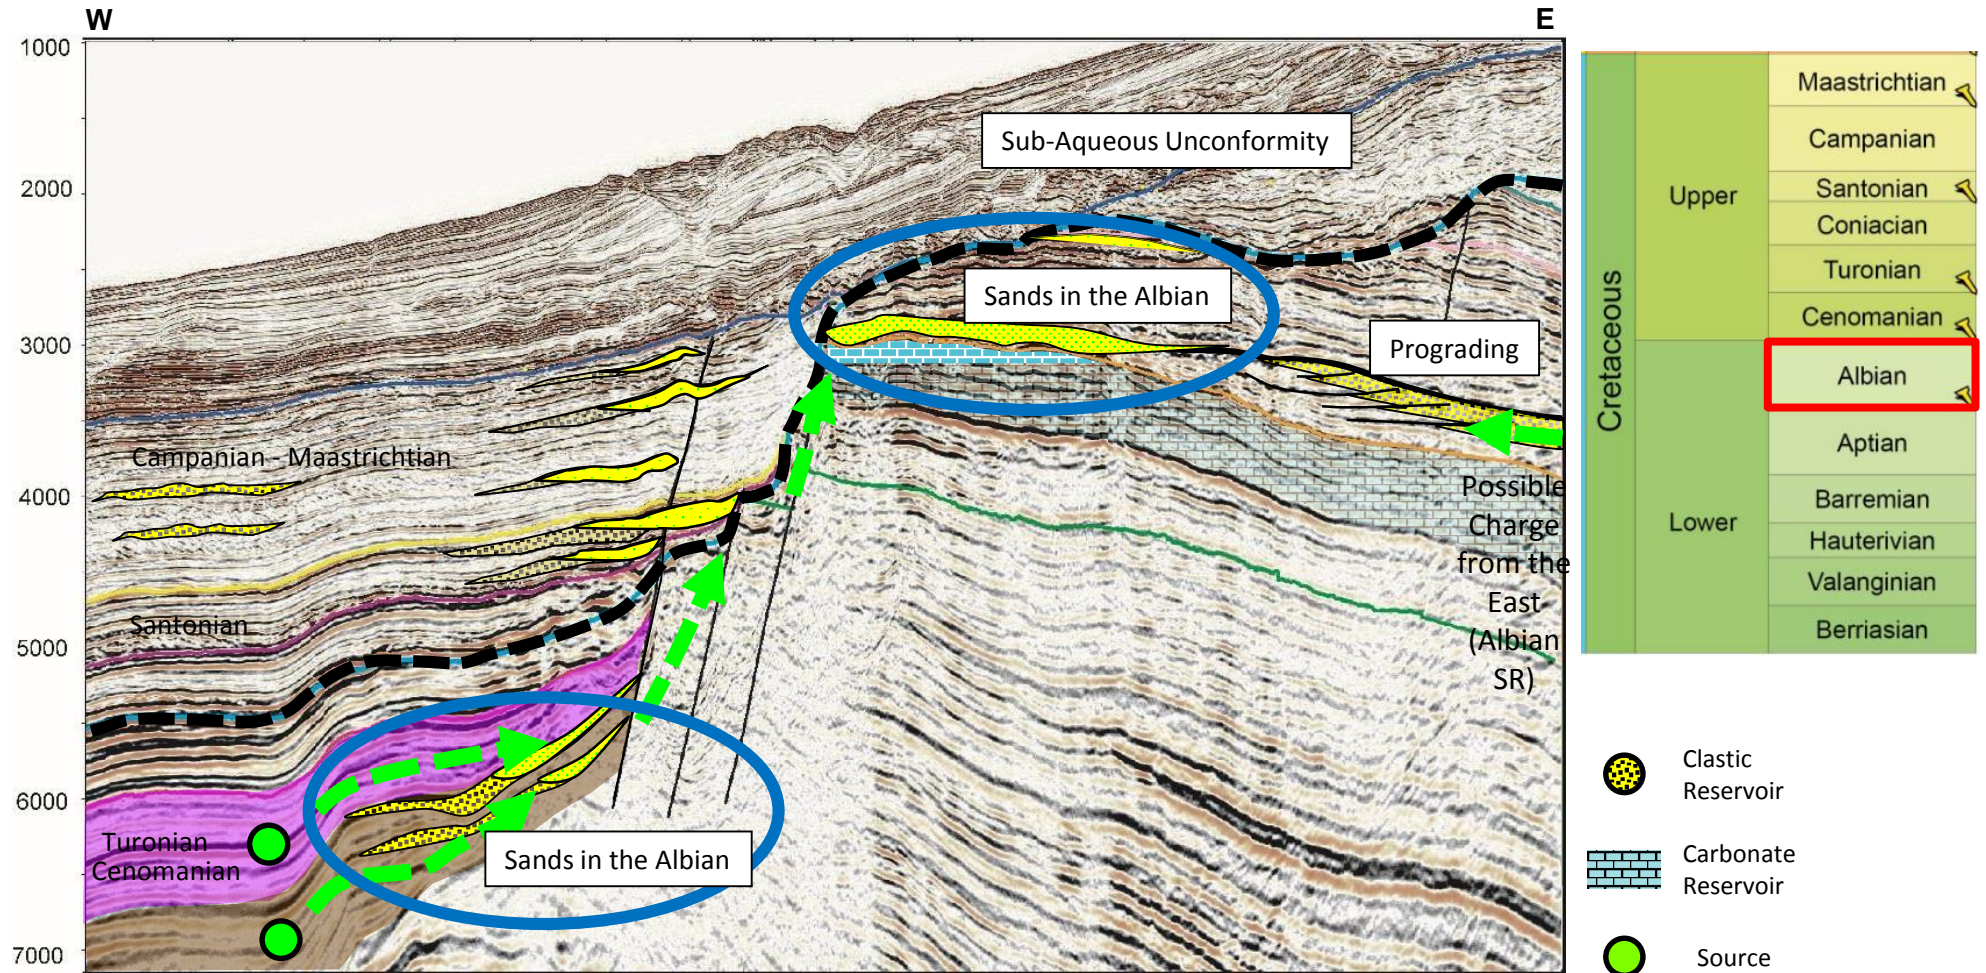 W
E
1000
2000
3000
4000
5000
6000
7000
Sub-Aqueous Unconformity
Sands in the Albian
Prograding
Campanian - Maastrichtian
Santonian
Turonian
Cenomanian
Sands in the Albian
Possible
Charge
from the
East
(Albian
SR)
Cretaceous
Upper
Lower
Maastrichtian
Campanian
Santonian
Coniacian
Turonian
Cenomanian
Albian
Aptian
Barremian
Hauterivian
Valanginian
Berriasian
Clastic
Reservoir
Carbonate
Reservoir
Source